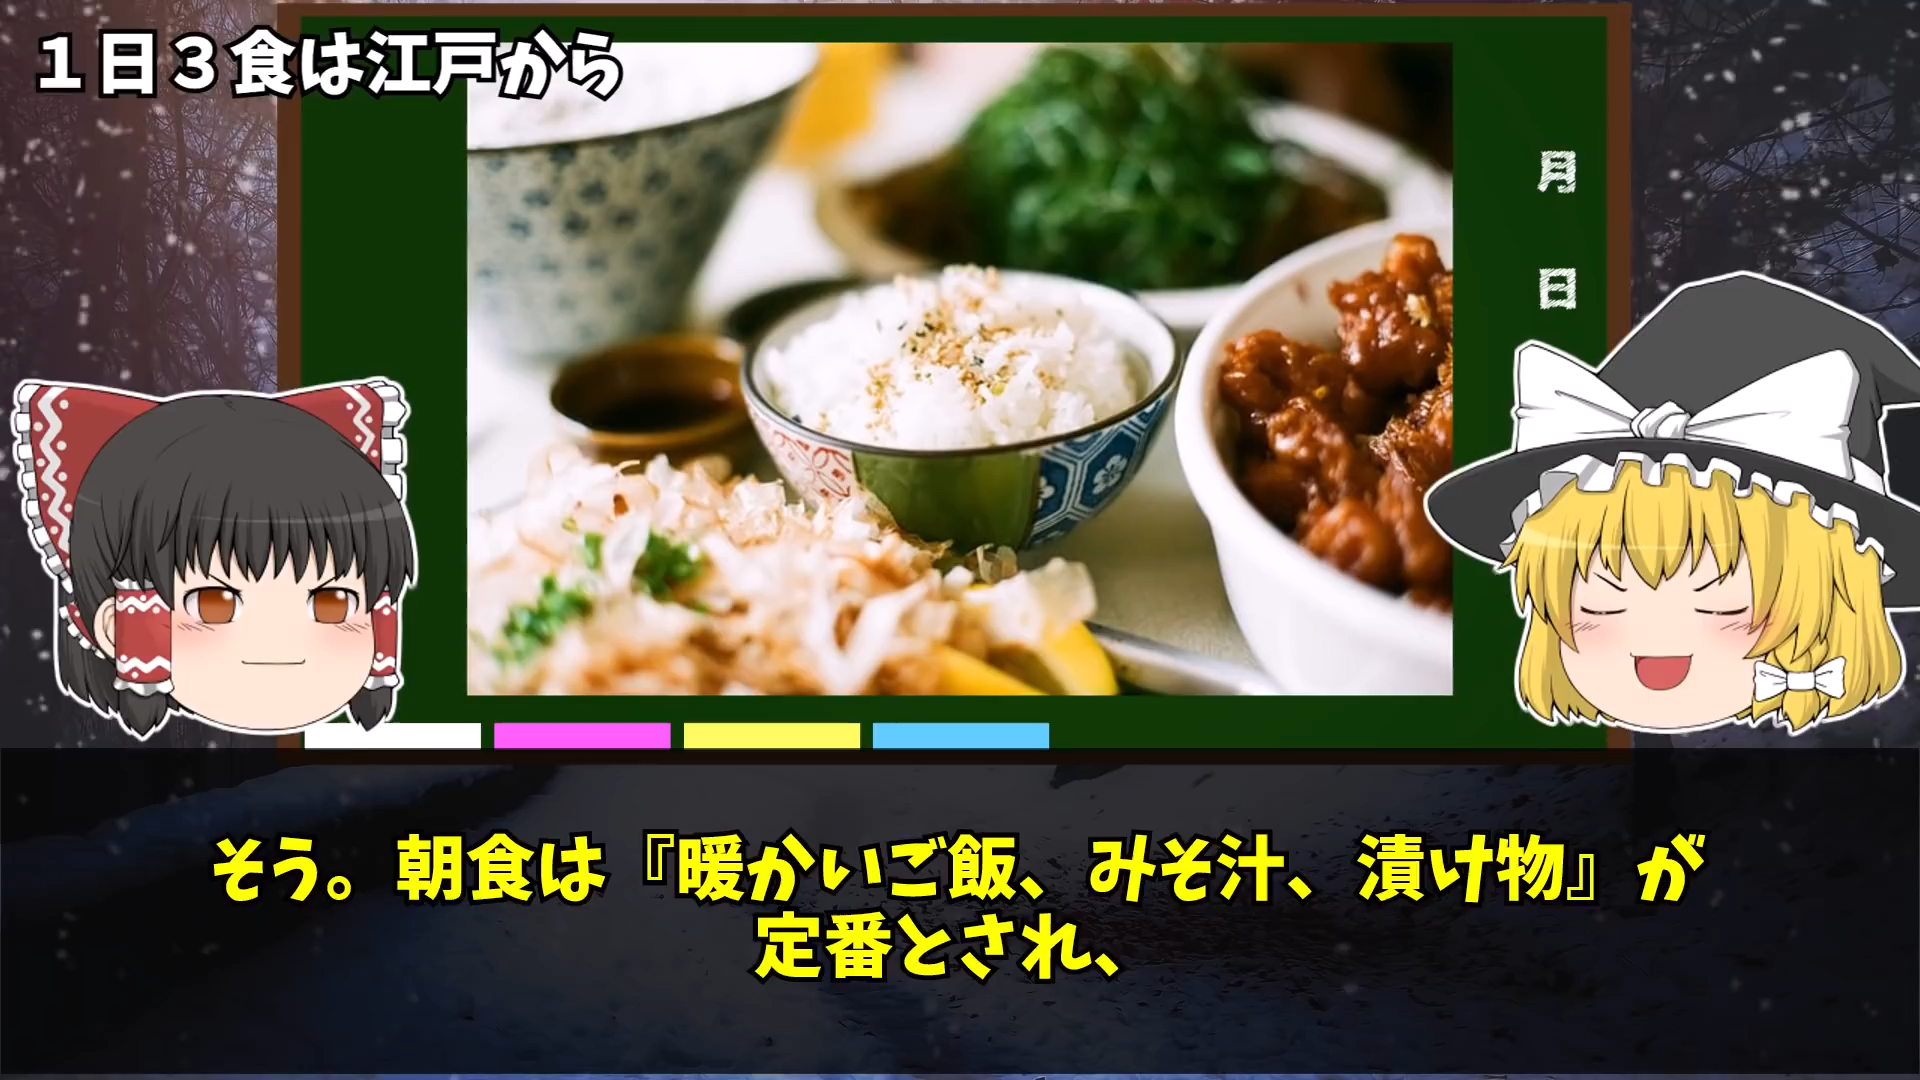 １日３食は江戸から
月
日
そう。朝食は『暖かいご飯、みそ汁、漬け物』が
定番とされ、